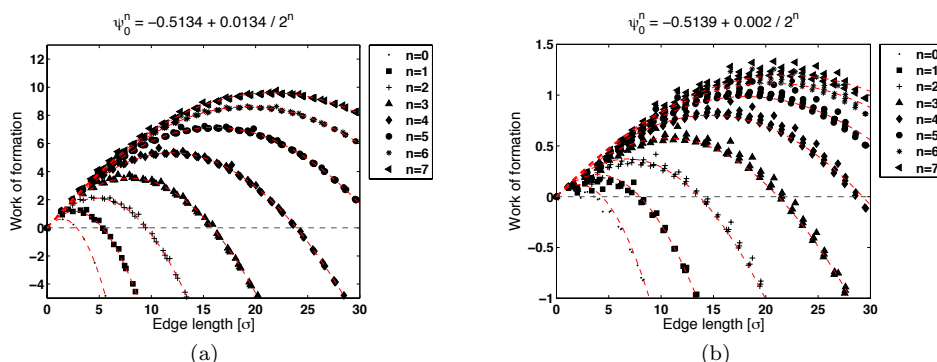 ψ₀ⁿ = −0.5134 + 0.0134 / 2ⁿ
12
10
8
6
4
2
0
−2
−4
0 5 10 15 20 25 30
Work of formation
Edge length [σ]
n=0
n=1
n=2
n=3
n=4
n=5
n=6
n=7
(a)
ψ₀ⁿ = −0.5139 + 0.002 / 2ⁿ
1.5
1
0.5
0
−0.5
−1
0 5 10 15 20 25 30
Work of formation
Edge length [σ]
n=0
n=1
n=2
n=3
n=4
n=5
n=6
n=7
(b)